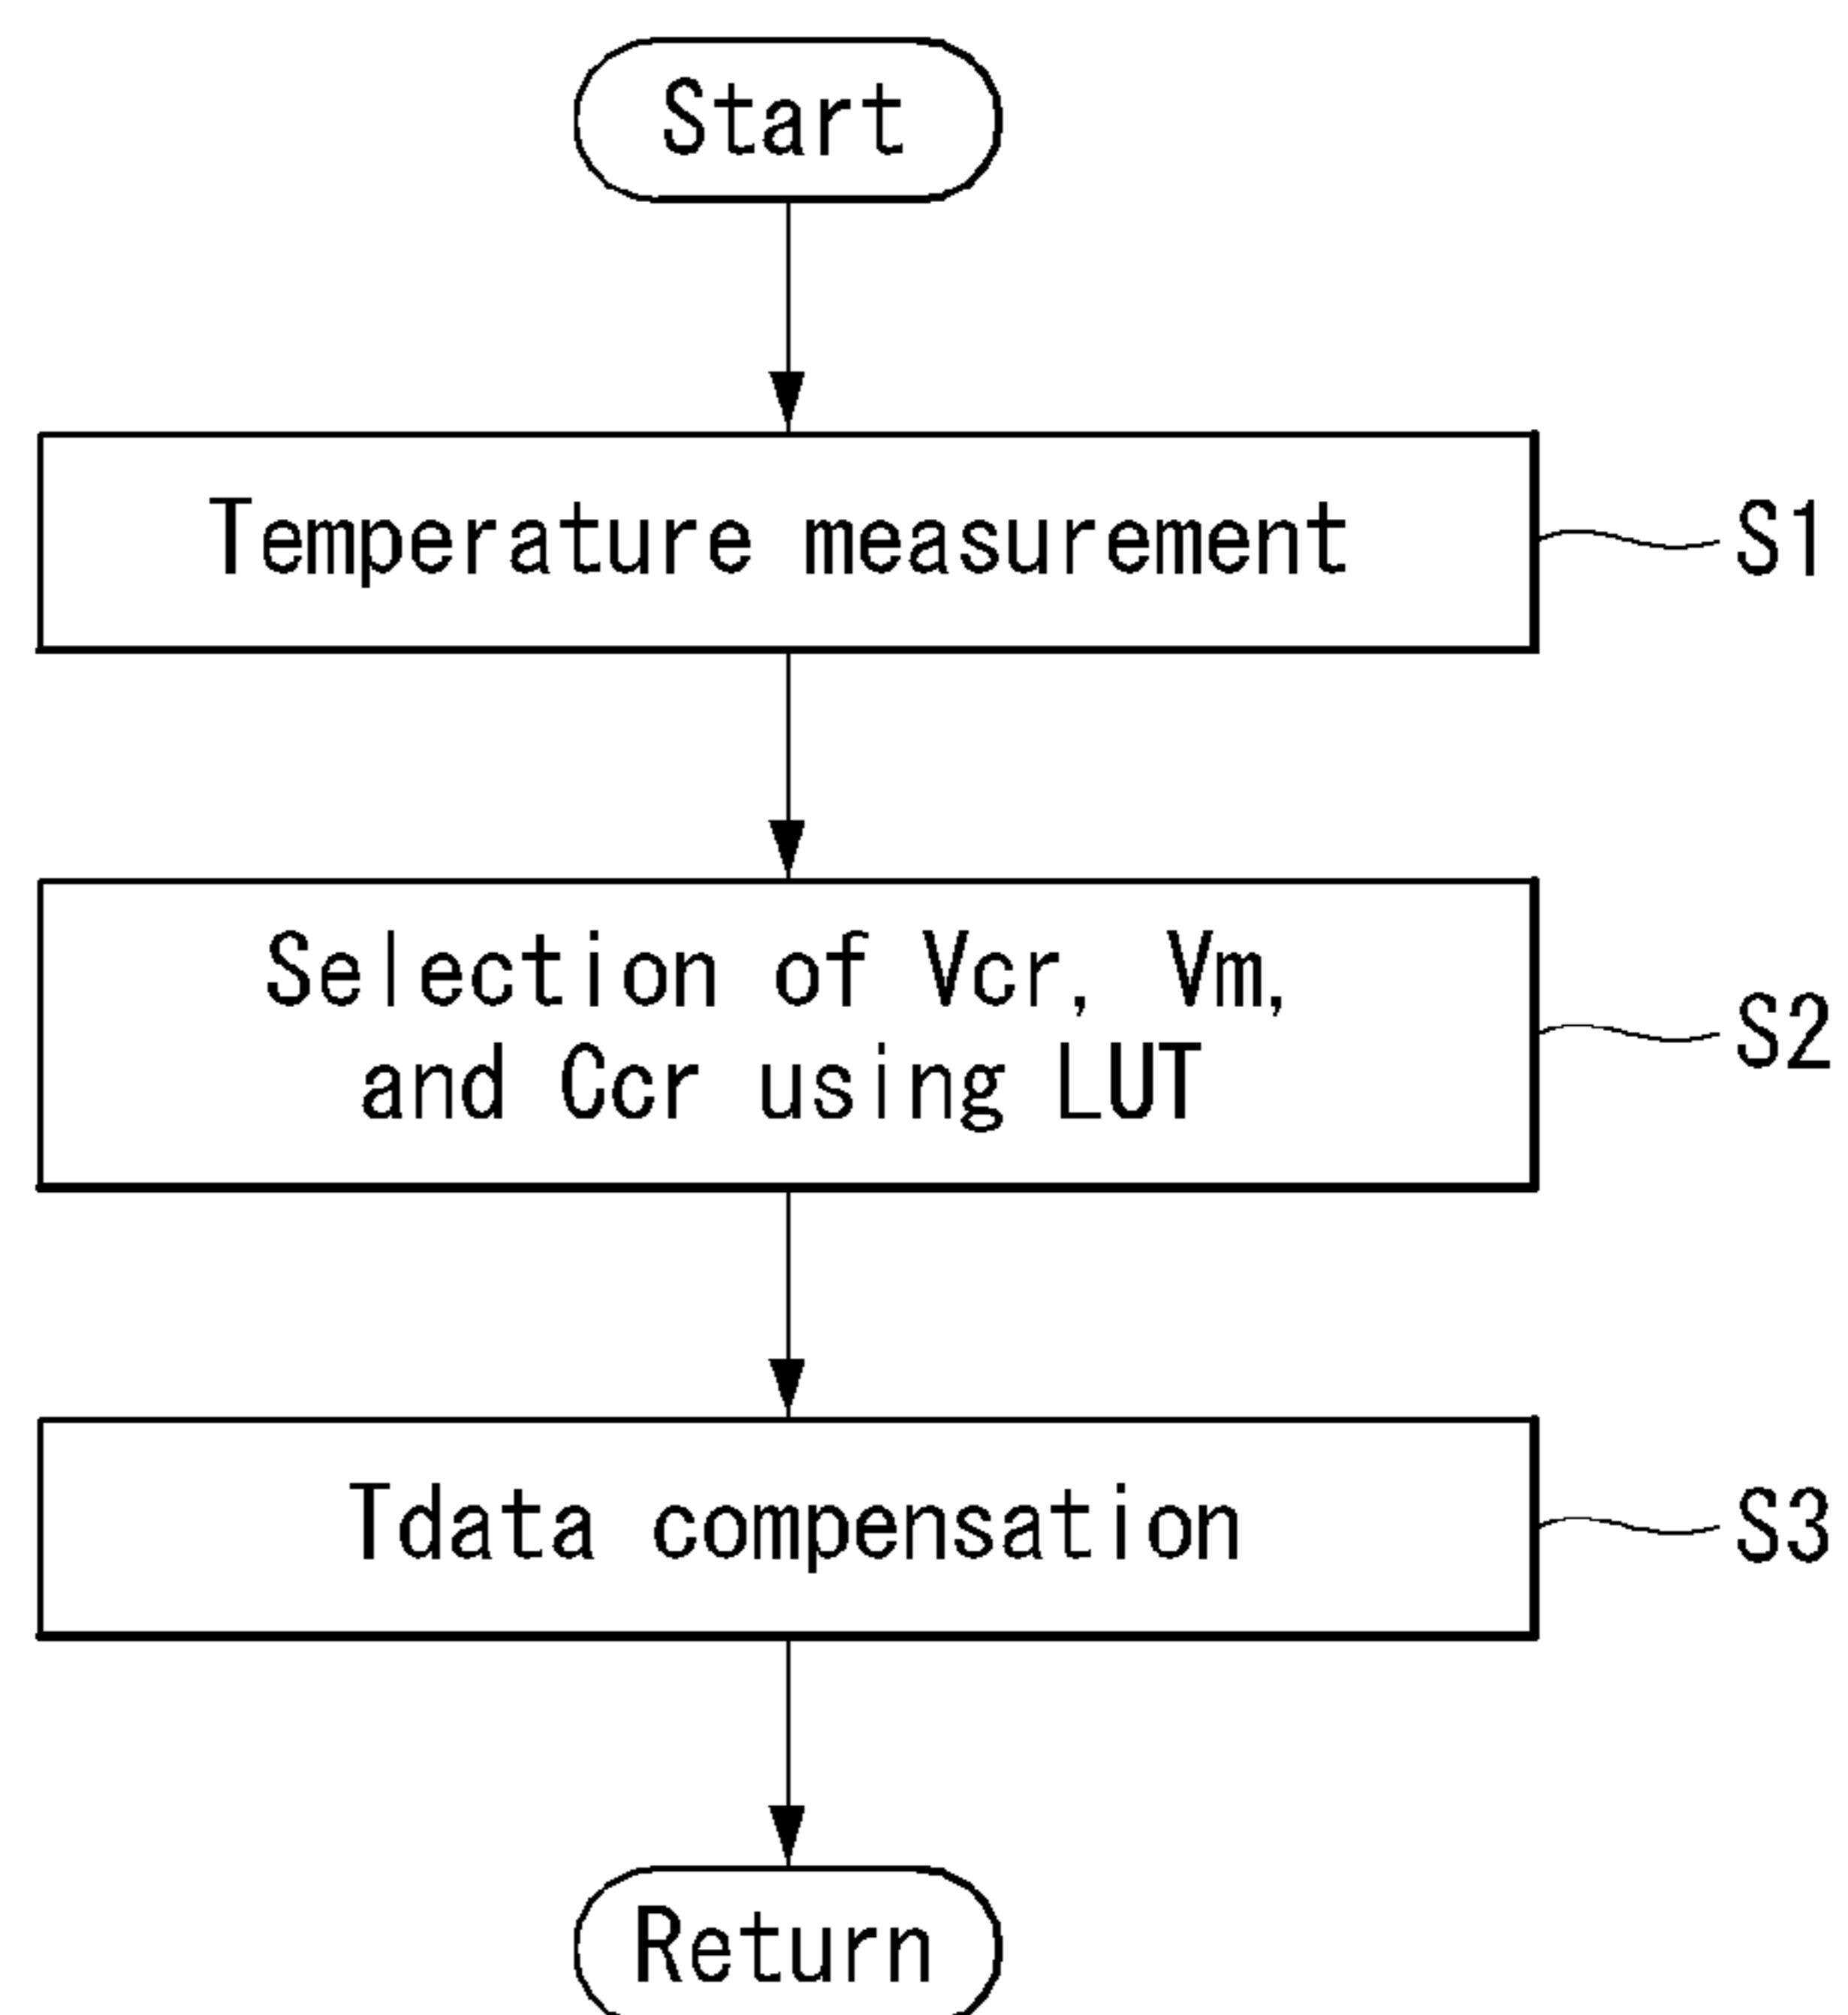 Start
Temperature measurement
S1
Selection of Vcr, Vm,
and Ccr using LUT
S2
Tdata compensation
S3
Return